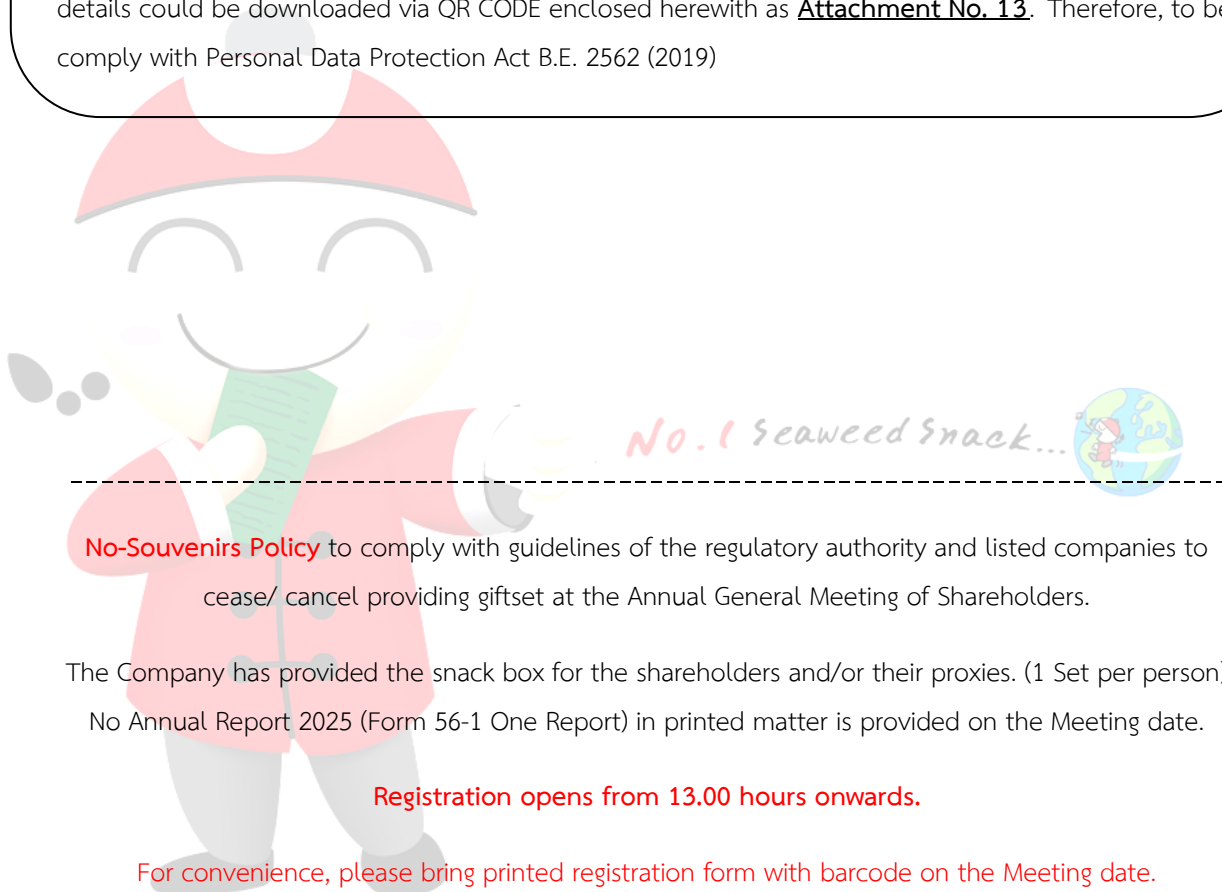 details could be downloaded via QR CODE enclosed herewith as Attachment No. 13. Therefore, to be
comply with Personal Data Protection Act B.E. 2562 (2019)
No.1 Seaweed Snack...
No-Souvenirs Policy to comply with guidelines of the regulatory authority and listed companies to
cease/ cancel providing giftset at the Annual General Meeting of Shareholders.
The Company has provided the snack box for the shareholders and/or their proxies. (1 Set per person)
No Annual Report 2025 (Form 56-1 One Report) in printed matter is provided on the Meeting date.
Registration opens from 13.00 hours onwards.
For convenience, please bring printed registration form with barcode on the Meeting date.